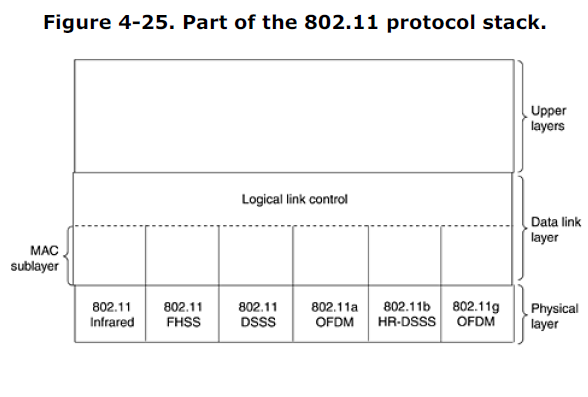 Figure 4-25. Part of the 802.11 protocol stack.
Upper
layers
Logical link control
Data link
layer
MAC
sublayer
802.11
Infrared
802.11
FHSS
802.11
DSSS
802.11a
OFDM
802.11b
HR-DSSS
802.11g
OFDM
Physical
layer